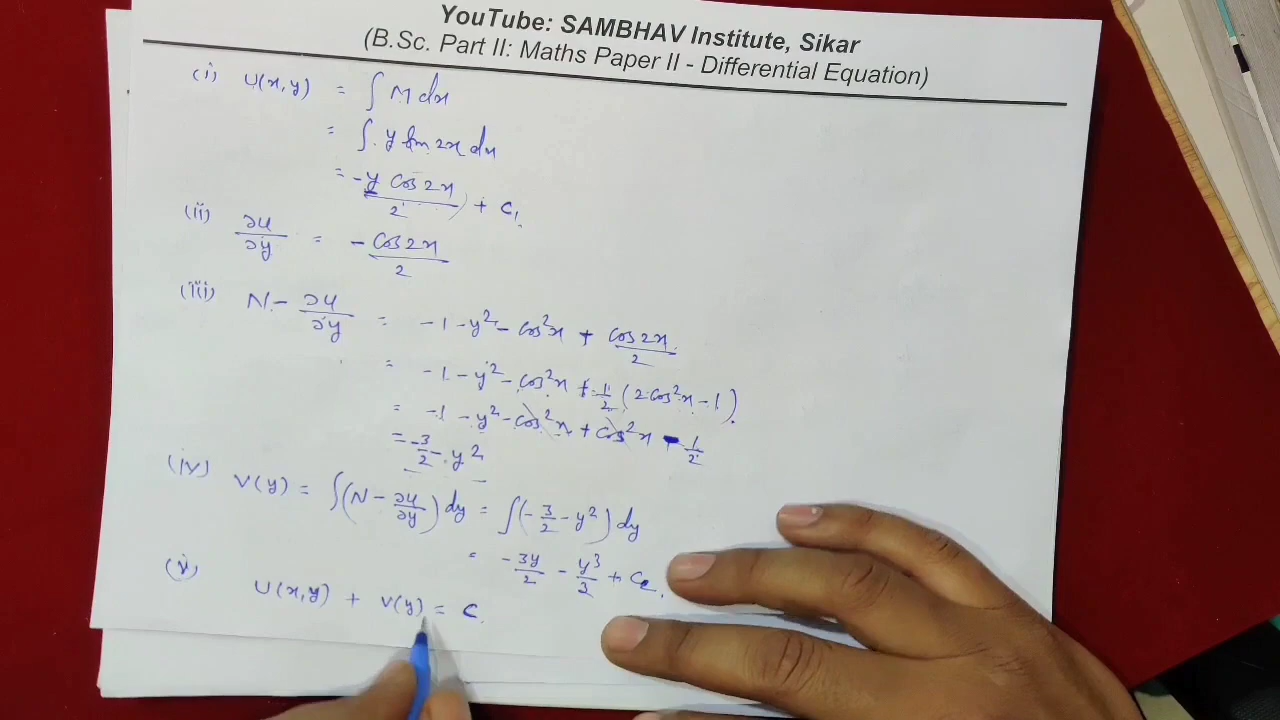 YouTube: SAMBHAV Institute, Sikar
(B.Sc. Part II: Maths Paper II - Differential Equation)
(i) U(x,y) = ∫ M dx
= ∫ y sin 2x dx
= -y cos 2x / 2 + C₁
(ii) ∂U/∂y = - cos 2x / 2
(iii) N - ∂U/∂y = -1 - y² - cos²x + cos 2x / 2
= -1 - y² - cos²x + 1/2 (2 cos²x - 1)
= -1 - y² - cos²x + cos²x - 1/2
= -3/2 - y²
(iv) V(y) = ∫(N - ∂U/∂y) dy = ∫(-3/2 - y²) dy
= -3y/2 - y³/3 + C₂
(v) U(x,y) + V(y) = C